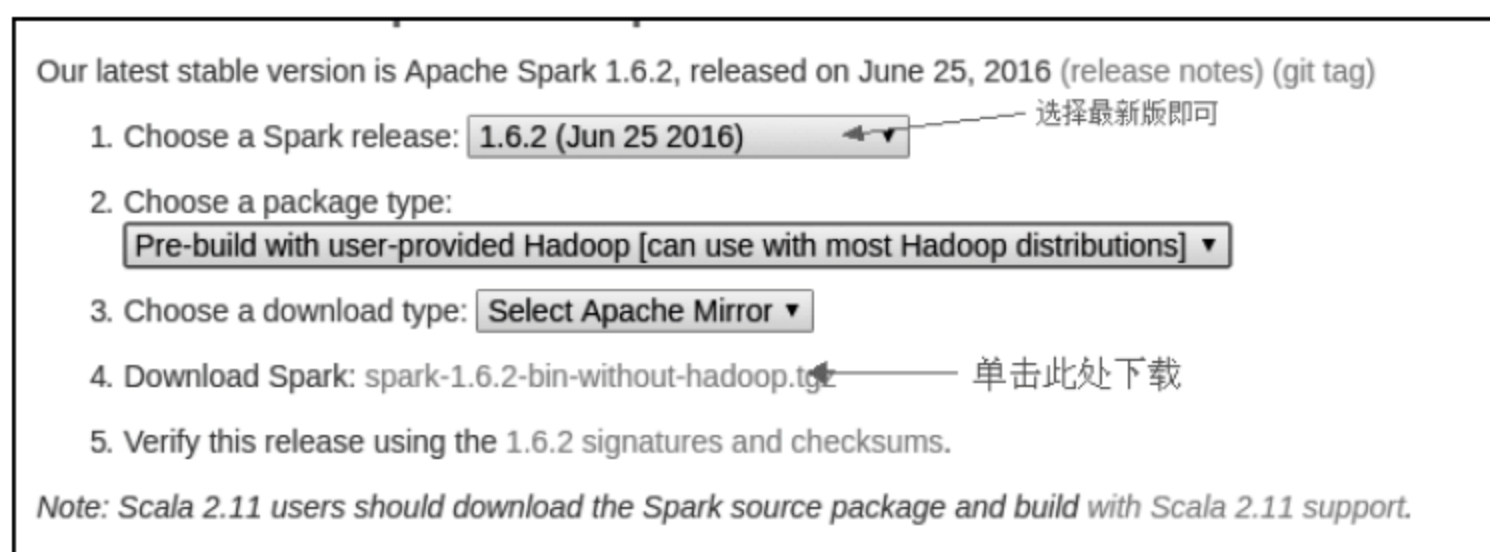 Our latest stable version is Apache Spark 1.6.2, released on June 25, 2016 (release notes) (git tag)
选择最新版即可
1. Choose a Spark release: 1.6.2 (Jun 25 2016)
2. Choose a package type:
Pre-build with user-provided Hadoop [can use with most Hadoop distributions]
3. Choose a download type: Select Apache Mirror
4. Download Spark: spark-1.6.2-bin-without-hadoop.tgz 单击此处下载
5. Verify this release using the 1.6.2 signatures and checksums.
Note: Scala 2.11 users should download the Spark source package and build with Scala 2.11 support.